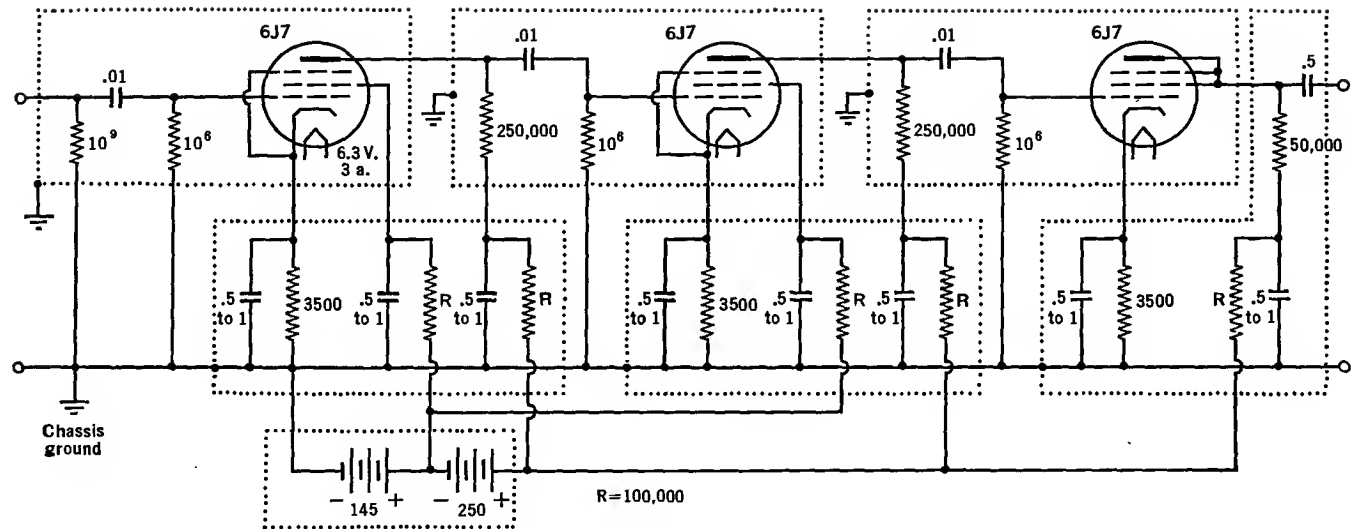 6J7
.01
6J7
.01
6J7
.01
.5
10⁹
10⁶
6.3 V.
3 a.
250,000
10⁶
250,000
10⁶
50,000
.5
to 1
3500
.5
to 1
R
.5
to 1
R
.5
to 1
3500
.5
to 1
R
.5
to 1
R
.5
to 1
3500
R
.5
to 1
Chassis
ground
- 145 +
- 250 +
R=100,000